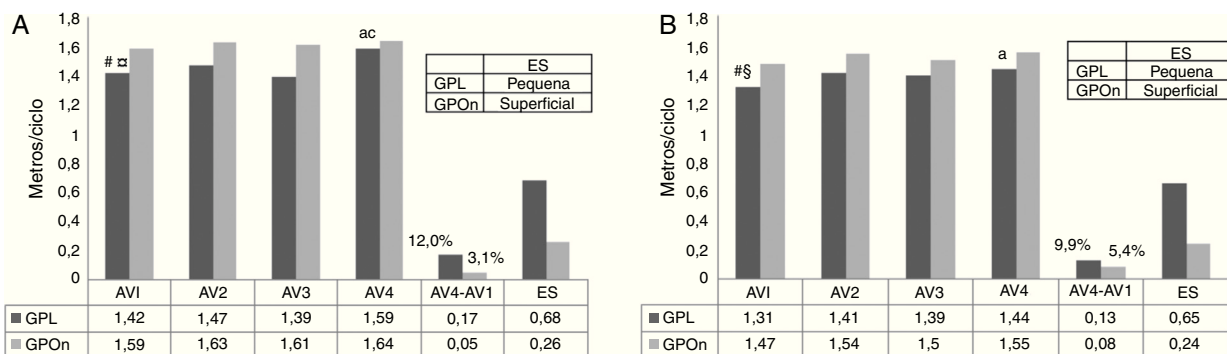 A
Metros/ciclo
1,8
1,6
1,4
1,2
1
0,8
0,6
0,4
0,2
0
# ¤
ac
12,0%
3,1%
ES
GPL Pequena
GPOn Superficial
AVI AV2 AV3 AV4 AV4-AV1 ES
GPL 1,42 1,47 1,39 1,59 0,17 0,68
GPOn 1,59 1,63 1,61 1,64 0,05 0,26
B
Metros/ciclo
1,8
1,6
1,4
1,2
1
0,8
0,6
0,4
0,2
0
#§
a
9,9%
5,4%
ES
GPL Pequena
GPOn Superficial
AVI AV2 AV3 AV4 AV4-AV1 ES
GPL 1,31 1,41 1,39 1,44 0,13 0,65
GPOn 1,47 1,54 1,5 1,55 0,08 0,24